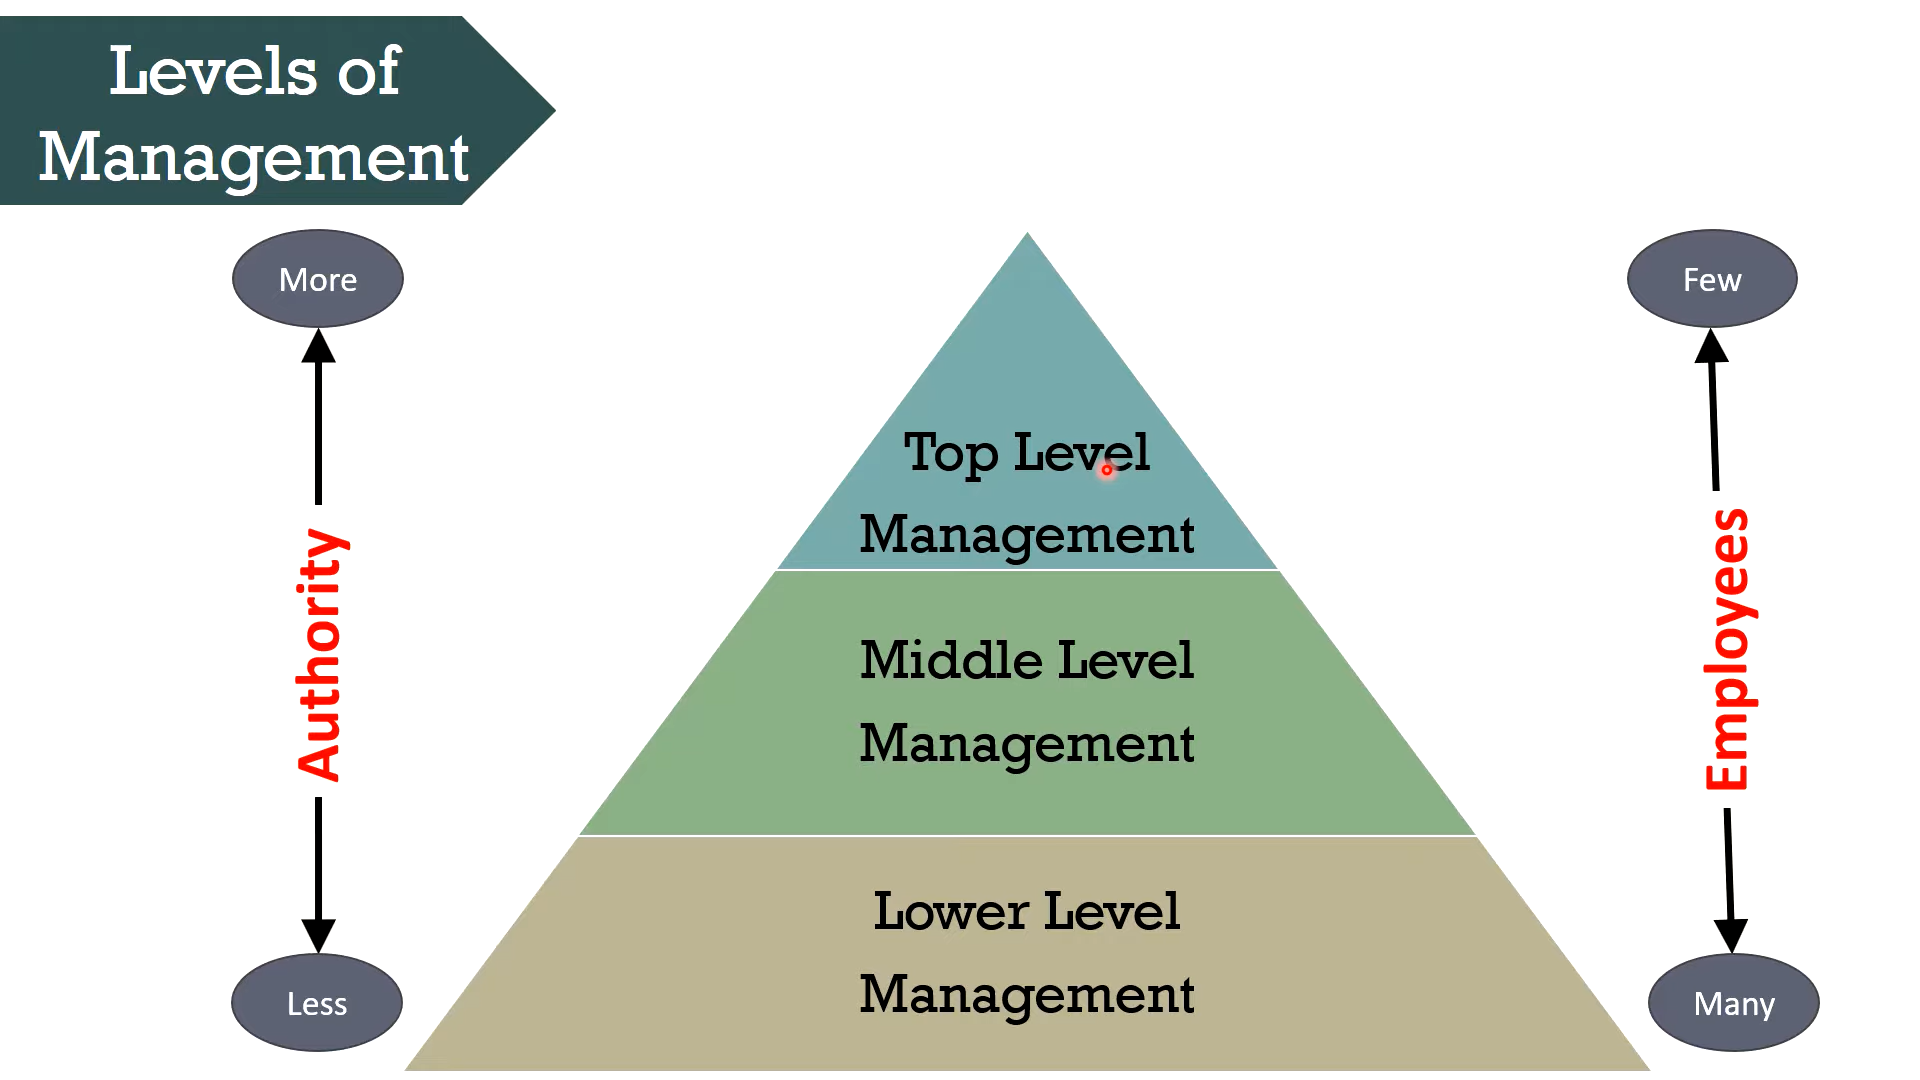 Levels of
Management
More
Few
Top Level
Management
Authority
Employees
Middle Level
Management
Lower Level
Management
Less
Many